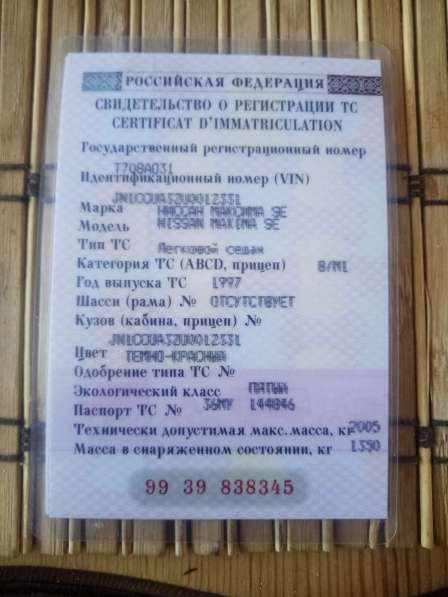 РОССИЙСКАЯ ФЕДЕРАЦИЯ
СВИДЕТЕЛЬСТВО О РЕГИСТРАЦИИ ТС
CERTIFICAT D'IMMATRICULATION
Государственный регистрационный номер
Т708АО31
Идентификационный номер (VIN)
JN1CCUA32U0012331
Марка НИССАН МАКСИМА SE
Модель NISSAN MAXIMA SE
Тип ТС Легковой седан
Категория ТС (ABCD, прицеп) B/M1
Год выпуска ТС 1997
Шасси (рама) № ОТСУТСТВУЕТ
Кузов (кабина, прицеп) №
JN1CCUA32U0012331
Цвет ТЕМНО-КРАСНЫЙ
Одобрение типа ТС №
Экологический класс ПЯТЫЙ
Паспорт ТС № 36МУ 144846
Технически допустимая макс.масса, кг 2005
Масса в снаряженном состоянии, кг 1350
99 39 838345